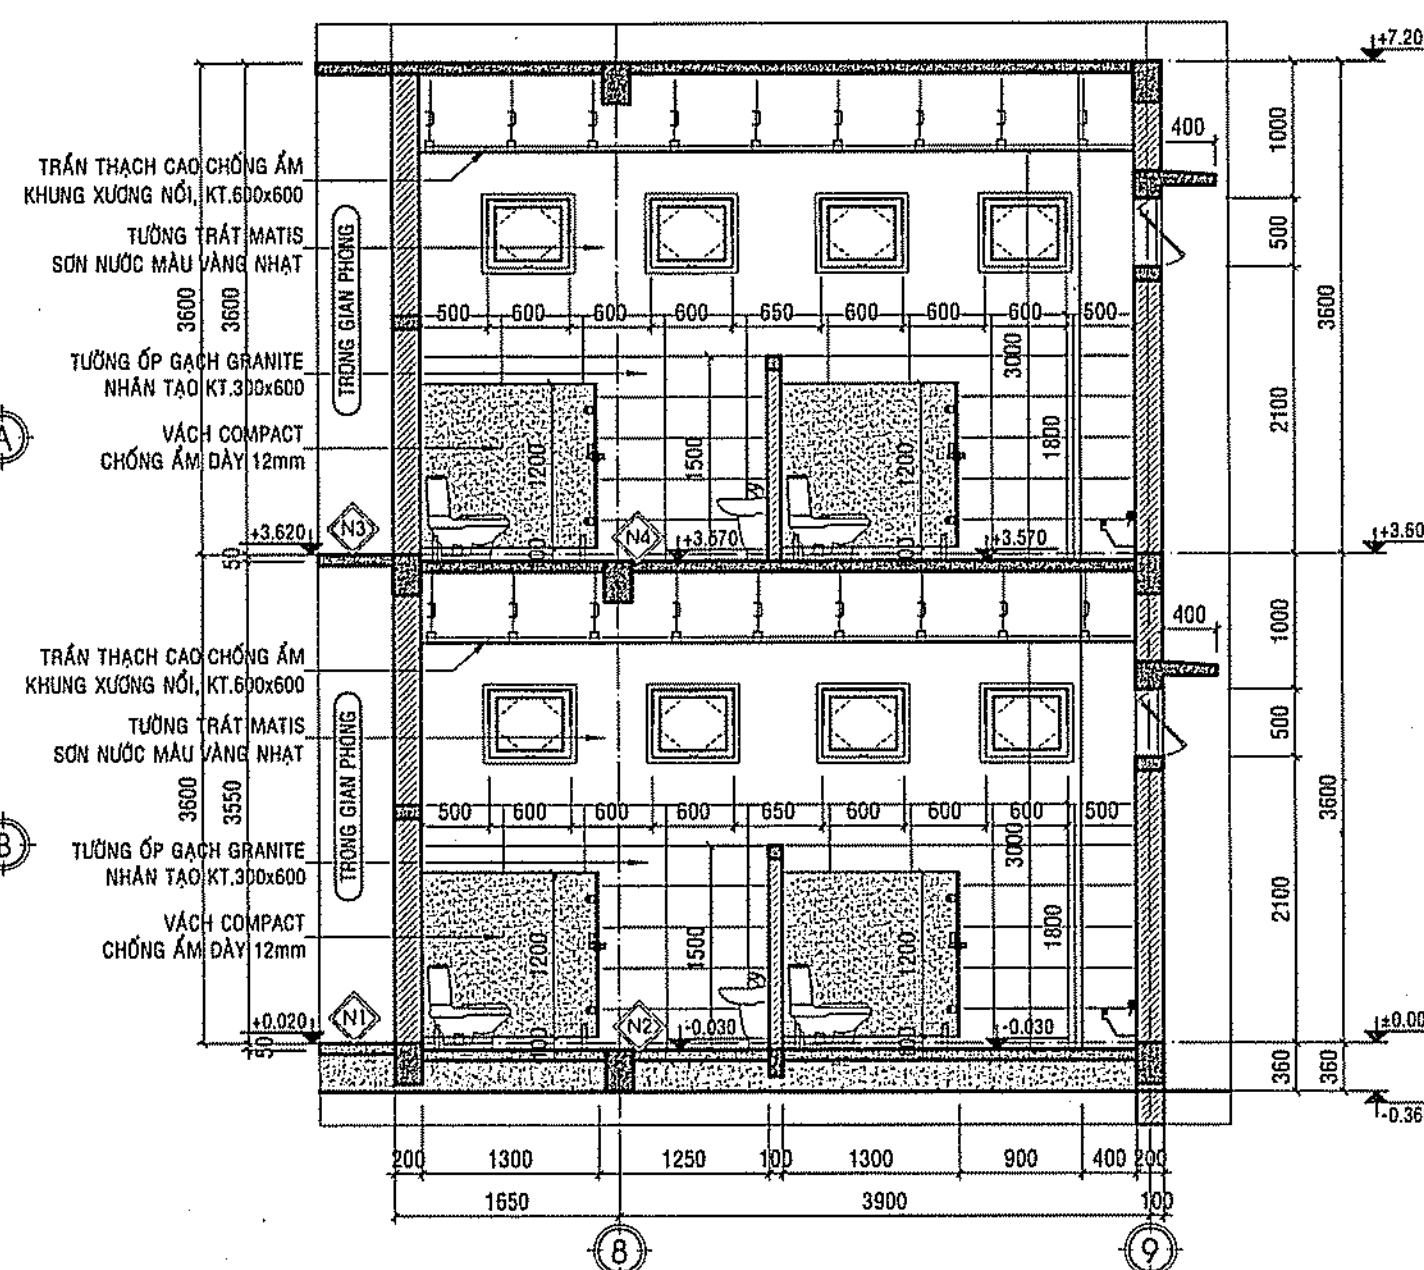 +7.20
400
1000
TRẦN THẠCH CAO CHỐNG ẨM
KHUNG XƯƠNG NỔI, KT.600x600
TƯỜNG TRÁT MATIS
SƠN NƯỚC MÀU VÀNG NHẠT
500
3600
3600
TRONG GIAN PHONG
500 600 600 600 650 600 600 600 500
3600
TƯỜNG ỐP GẠCH GRANITE
NHÂN TẠO KT.300x600
3000
2100
VÁCH COMPACT
CHỐNG ẨM DÀY 12mm
A
1200
1500
1200
1800
N3
N4
+3.620
50
+3.570
+3.570
+3.60
400
1000
TRẦN THẠCH CAO CHỐNG ẨM
KHUNG XƯƠNG NỔI, KT.600x600
TƯỜNG TRÁT MATIS
SƠN NƯỚC MÀU VÀNG NHẠT
500
3600
3550
TRONG GIAN PHONG
500 600 600 600 650 600 600 600 500
3600
TƯỜNG ỐP GẠCH GRANITE
NHÂN TẠO KT.300x600
B
3000
2100
VÁCH COMPACT
CHỐNG ẨM DÀY 12mm
1200
1500
1200
1800
N1
N2
+0.020
50
100
-0.030
-0.030
±0.00
360
360
-0.36
200 1300 1250 100 1300 900 400 200
1650 3900 100
8 9